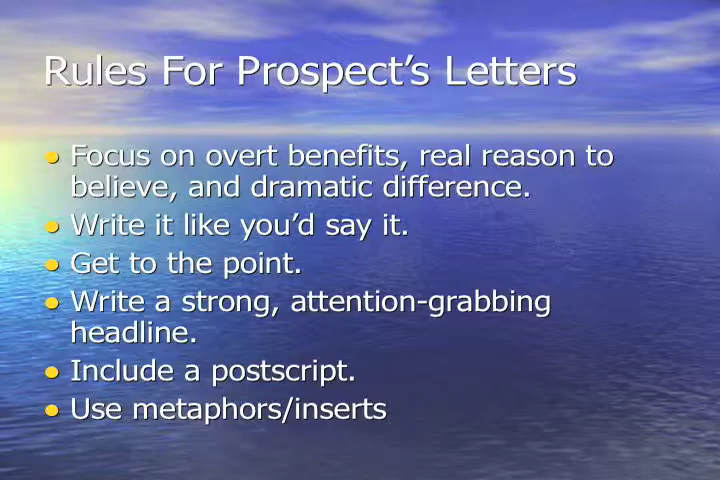 Rules For Prospect’s Letters
● Focus on overt benefits, real reason to
believe, and dramatic difference.
● Write it like you’d say it.
● Get to the point.
● Write a strong, attention-grabbing
headline.
● Include a postscript.
● Use metaphors/inserts